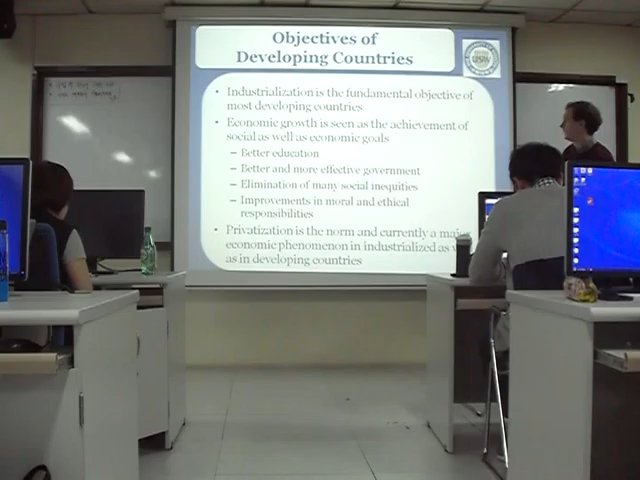 Objectives of
Developing Countries
• Industrialization is the fundamental objective of
most developing countries
• Economic growth is seen as the achievement of
social as well as economic goals
– Better education
– Better and more effective government
– Elimination of many social inequities
– Improvements in moral and ethical
responsibilities
• Privatization is the norm and currently a major
economic phenomenon in industrialized as
as in developing countries